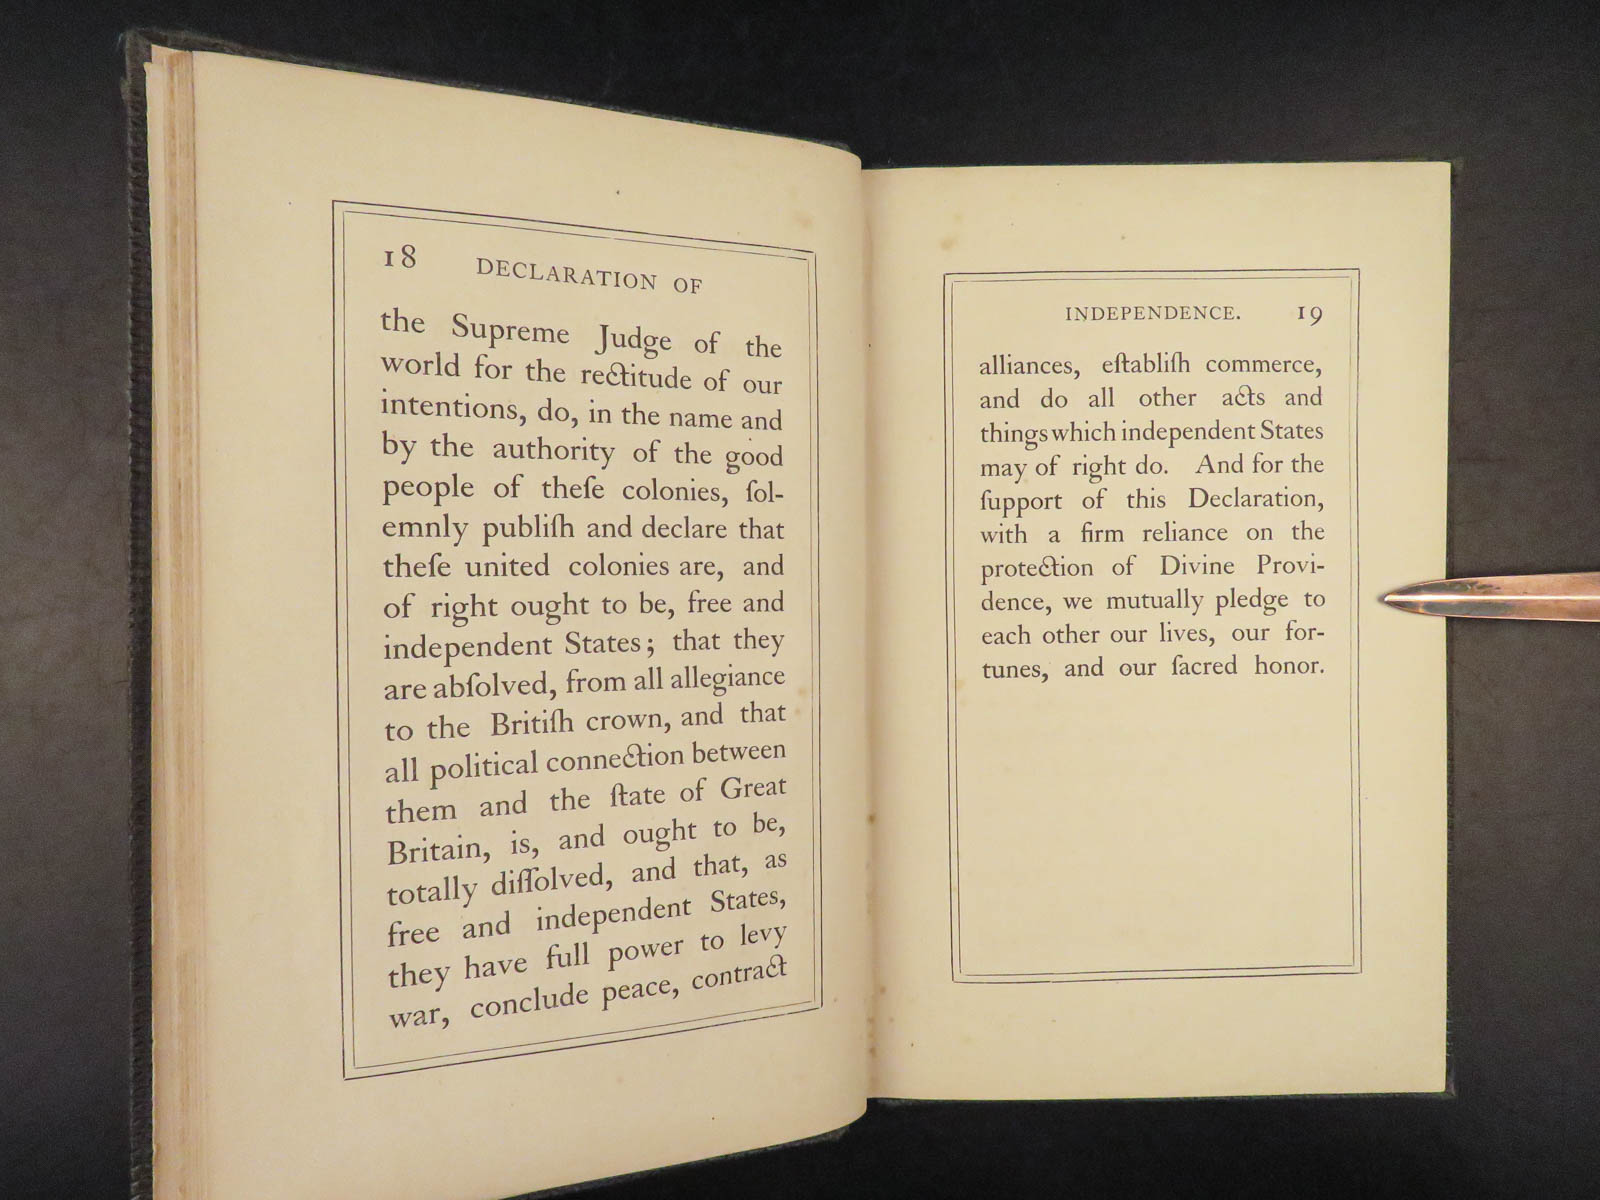 18 DECLARATION OF
the Supreme Judge of the
world for the rectitude of our
intentions, do, in the name and
by the authority of the good
people of theſe colonies, ſol-
emnly publiſh and declare that
theſe united colonies are, and
of right ought to be, free and
independent States; that they
are abſolved, from all allegiance
to the Britiſh crown, and that
all political connection between
them and the ſtate of Great
Britain, is, and ought to be,
totally diſſolved, and that, as
free and independent States,
they have full power to levy
war, conclude peace, contract
INDEPENDENCE. 19
alliances, eſtabliſh commerce,
and do all other acts and
things which independent States
may of right do. And for the
ſupport of this Declaration,
with a firm reliance on the
protection of Divine Provi-
dence, we mutually pledge to
each other our lives, our for-
tunes, and our ſacred honor.